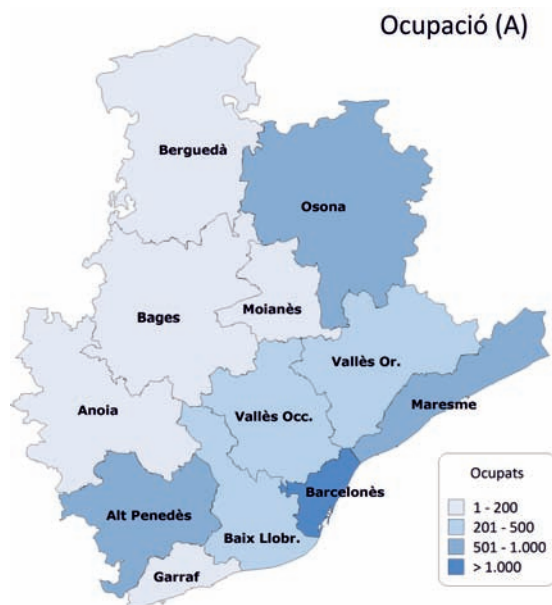 Ocupació (A)
Berguedà
Osona
Bages
Moianès
Vallès Or.
Anoia
Vallès Occ.
Maresme
Alt Penedès
Barcelonès
Baix Llobr.
Garraf
Ocupats
1 - 200
201 - 500
501 - 1.000
> 1.000